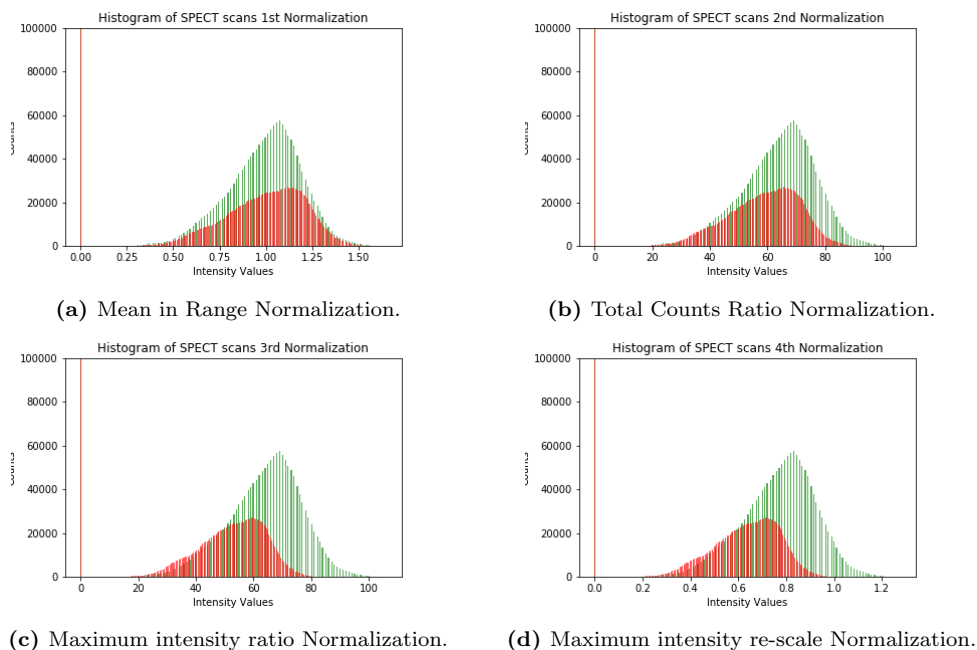 Histogram of SPECT scans 1st Normalization
100000
80000
60000
40000
20000
0
0.00 0.25 0.50 0.75 1.00 1.25 1.50
Intensity Values
(a) Mean in Range Normalization.
Histogram of SPECT scans 2nd Normalization
100000
80000
60000
40000
20000
0
0 20 40 60 80 100
Intensity Values
(b) Total Counts Ratio Normalization.
Histogram of SPECT scans 3rd Normalization
100000
80000
60000
40000
20000
0
0 20 40 60 80 100
Intensity Values
(c) Maximum intensity ratio Normalization.
Histogram of SPECT scans 4th Normalization
100000
80000
60000
40000
20000
0
0.0 0.2 0.4 0.6 0.8 1.0 1.2
Intensity Values
(d) Maximum intensity re-scale Normalization.